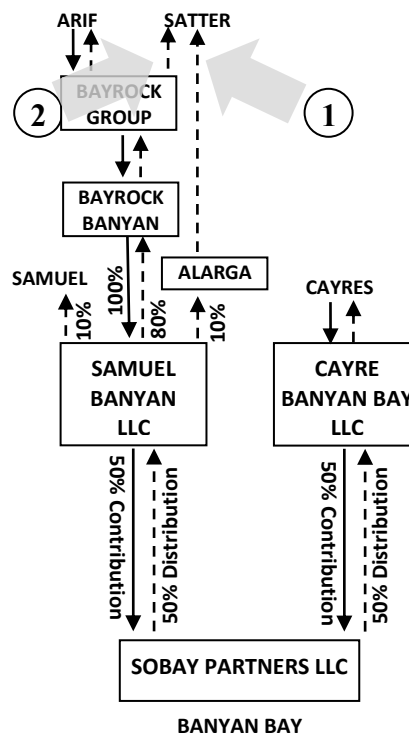 ARIF
SATTER
BAYROCK
GROUP
2
1
BAYROCK
BANYAN
SAMUEL
10%
100%
80%
10%
ALARGA
CAYRES
SAMUEL
BANYAN
LLC
CAYRE
BANYAN BAY
LLC
50% Contribution
50% Distribution
50% Contribution
50% Distribution
SOBAY PARTNERS LLC
BANYAN BAY